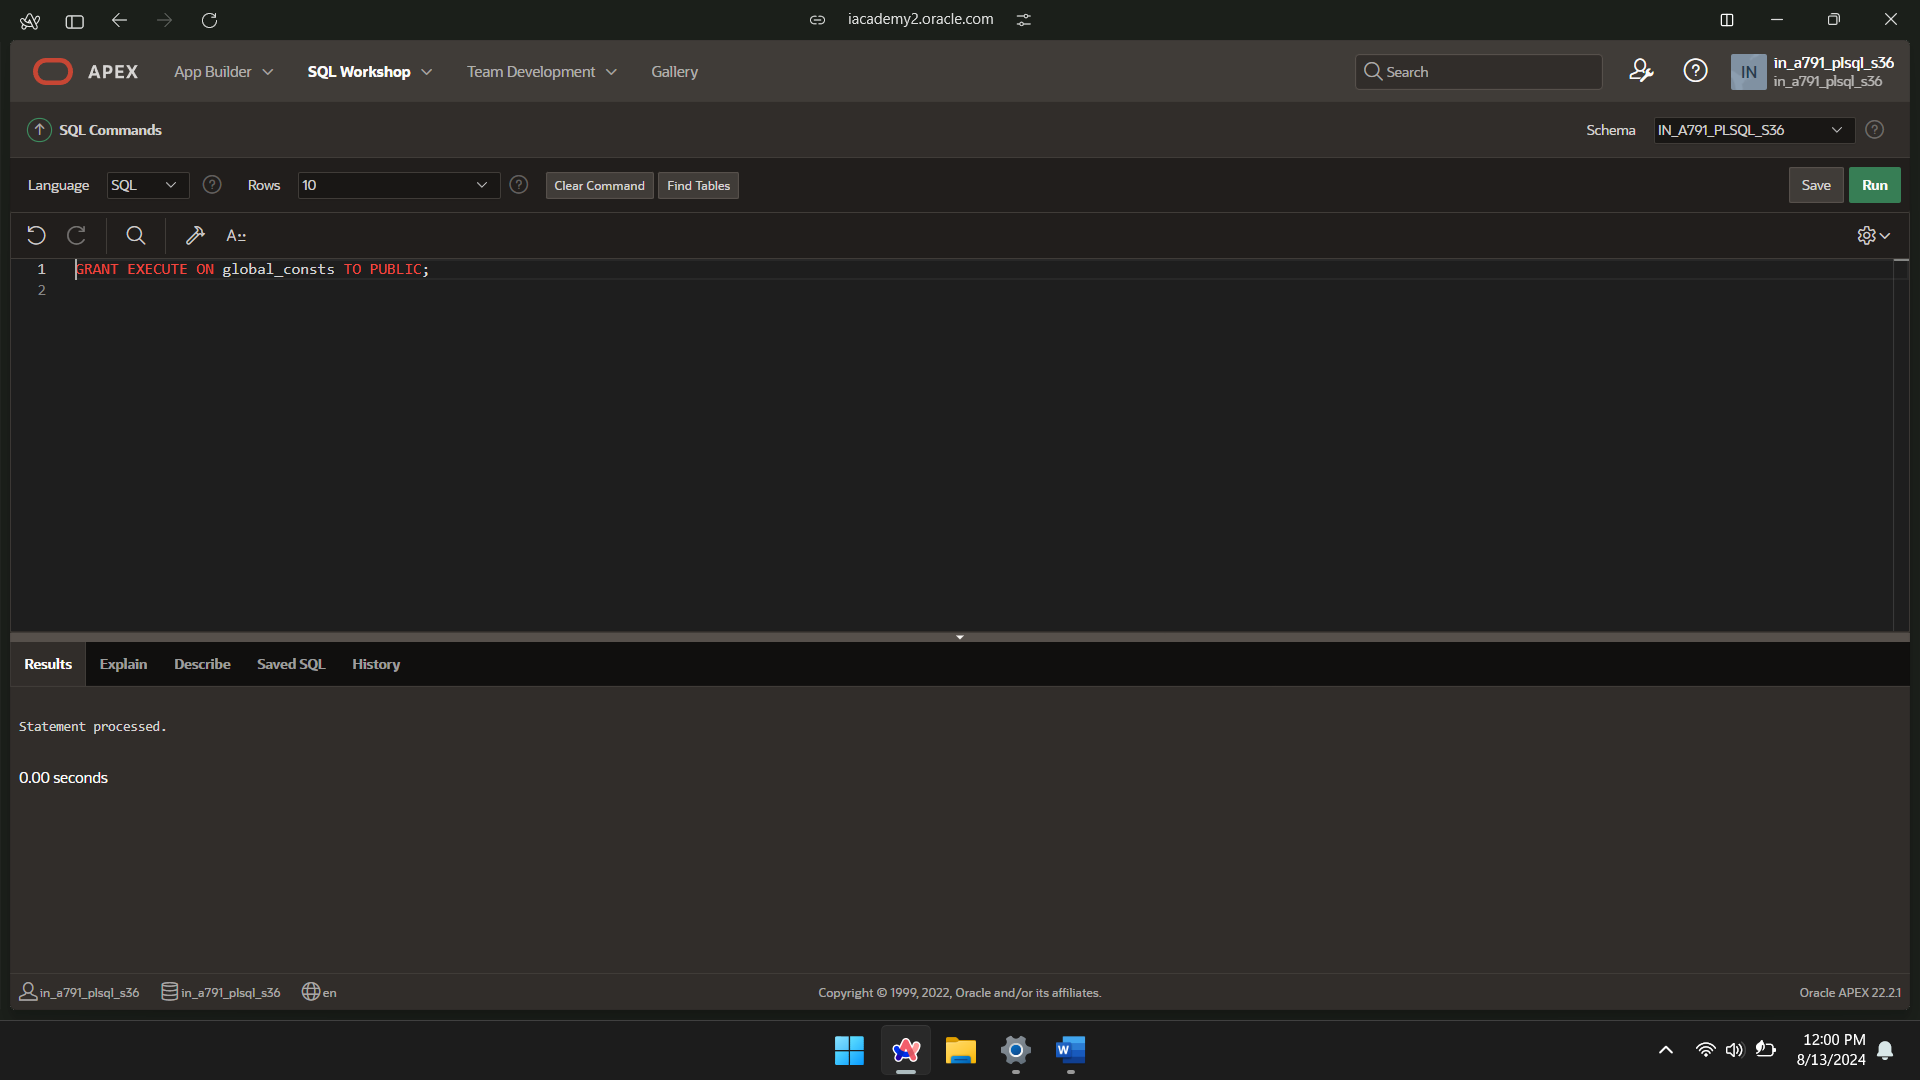 iacademy2.oracle.com
APEX
App Builder
SQL Workshop
Team Development
Gallery
Search
IN
in_a791_plsql_s36
in_a791_plsql_s36
SQL Commands
Schema
IN_A791_PLSQL_S36
Language
SQL
Rows
10
Clear Command
Find Tables
Save
Run
A::
1 GRANT EXECUTE ON global_consts TO PUBLIC;
2
Results
Explain
Describe
Saved SQL
History
Statement processed.
0.00 seconds
in_a791_plsql_s36
in_a791_plsql_s36
en
Copyright © 1999, 2022, Oracle and/or its affiliates.
Oracle APEX 22.2.1
W
12:00 PM
8/13/2024